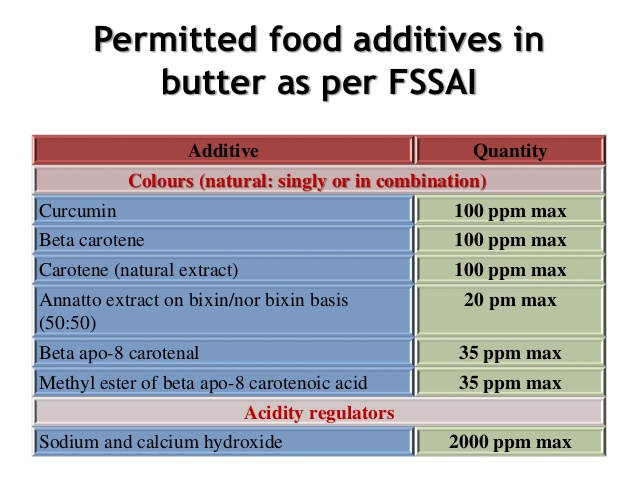 Permitted food additives in
butter as per FSSAI
Additive Quantity
Colours (natural: singly or in combination)
Curcumin 100 ppm max
Beta carotene 100 ppm max
Carotene (natural extract) 100 ppm max
Annatto extract on bixin/nor bixin basis 20 pm max
(50:50)
Beta apo-8 carotenal 35 ppm max
Methyl ester of beta apo-8 carotenoic acid 35 ppm max
Acidity regulators
Sodium and calcium hydroxide 2000 ppm max